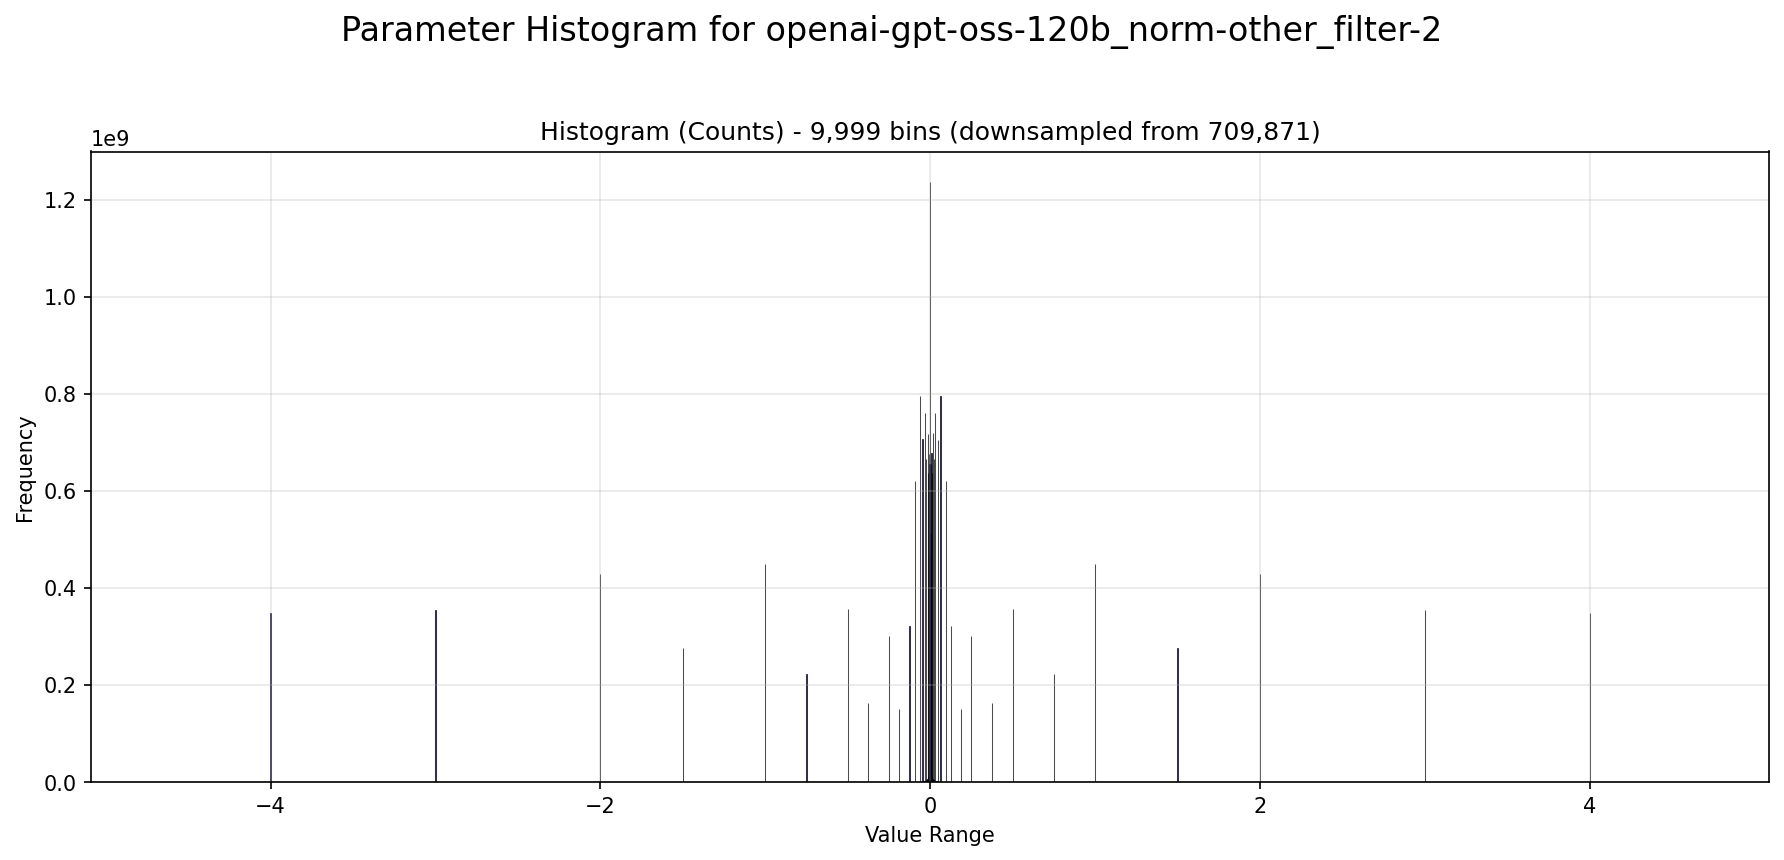 Parameter Histogram for openai-gpt-oss-120b_norm-other_filter-2
Histogram (Counts) - 9,999 bins (downsampled from 709,871)
1e9
1.2
1.0
0.8
0.6
0.4
0.2
0.0
Frequency
−4
−2
0
2
4
Value Range